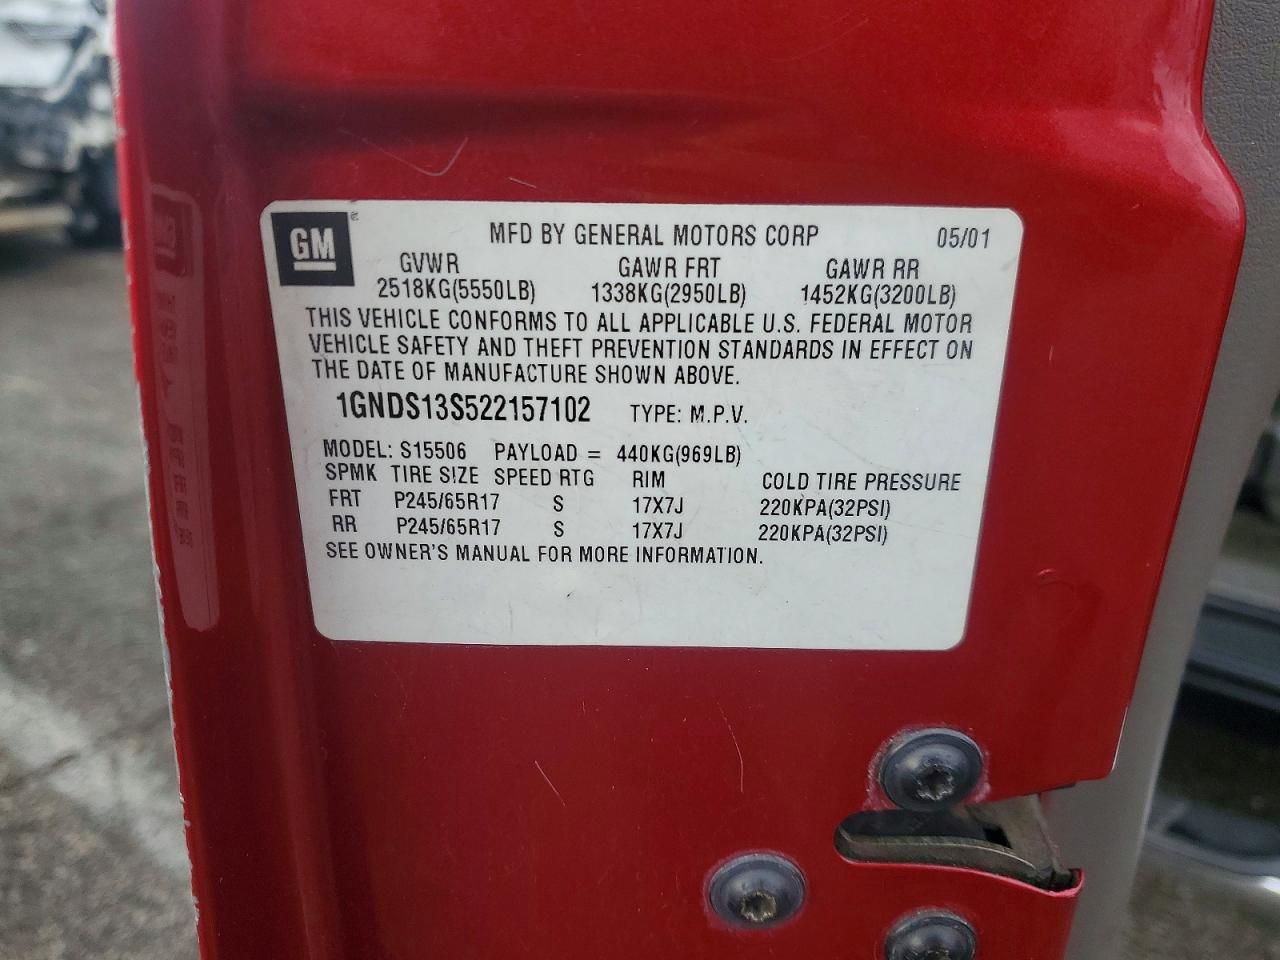 GM ® MFD BY GENERAL MOTORS CORP 05/01
GVWR GAWR FRT GAWR RR
2518KG(5550LB) 1338KG(2950LB) 1452KG(3200LB)
THIS VEHICLE CONFORMS TO ALL APPLICABLE U.S. FEDERAL MOTOR
VEHICLE SAFETY AND THEFT PREVENTION STANDARDS IN EFFECT ON
THE DATE OF MANUFACTURE SHOWN ABOVE.
1GNDS13S522157102 TYPE: M.P.V.
MODEL: S15506 PAYLOAD = 440KG(969LB)
SPMK TIRE SIZE SPEED RTG RIM COLD TIRE PRESSURE
FRT P245/65R17 S 17X7J 220KPA(32PSI)
RR P245/65R17 S 17X7J 220KPA(32PSI)
SEE OWNER'S MANUAL FOR MORE INFORMATION.